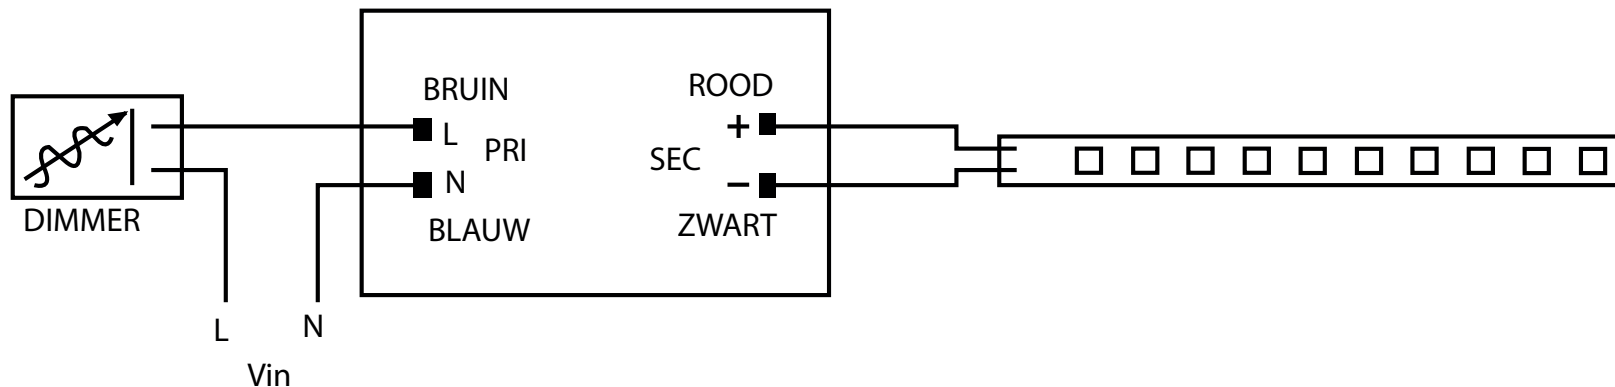 DIMMER
L
N
Vin
BRUIN
L
PRI
N
BLAUW
ROOD
+
SEC
−
ZWART